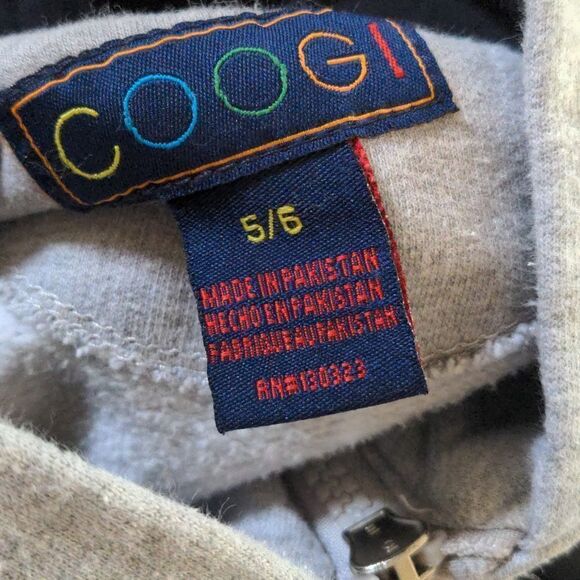 COOGI
5/6
MADE IN PAKISTAN
HECHO EN PAKISTAN
FABRIQUE AU PAKISTAN
RN#130323